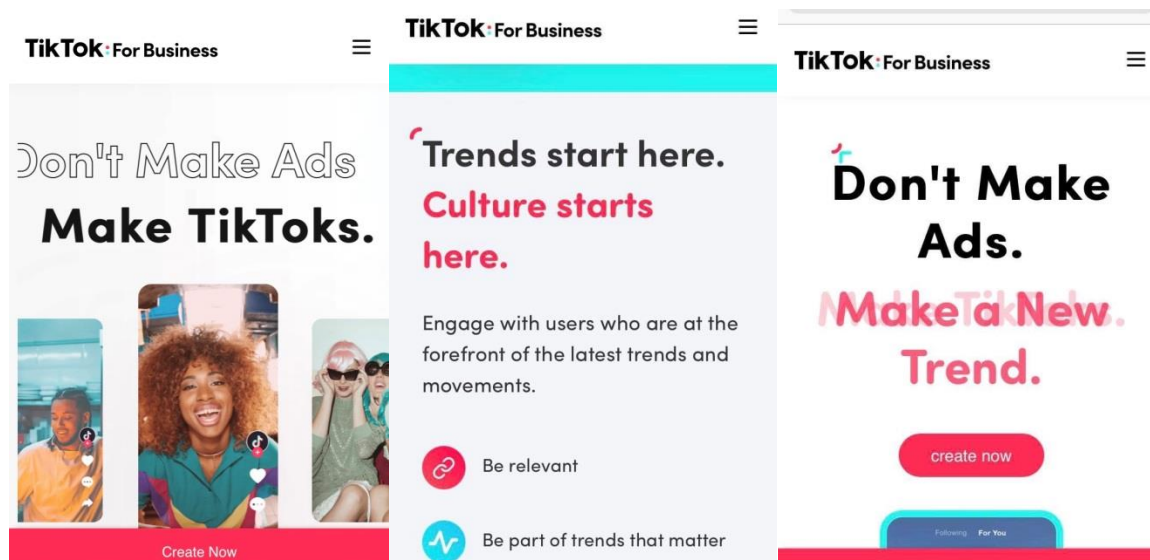 TikTok: For Business
Don't Make Ads
Make TikToks.
Create Now
TikTok: For Business
Trends start here.
Culture starts
here.
Engage with users who are at the
forefront of the latest trends and
movements.
Be relevant
Be part of trends that matter
TikTok: For Business
Don't Make
Ads.
Make a New
Make TikToks.
Trend.
create now
Following For You